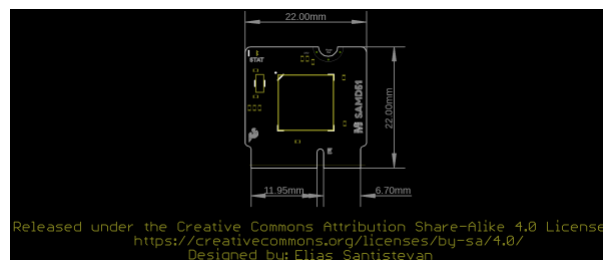 22.00mm
STAT
SAMD51
22.00mm
11.95mm
6.70mm
Released under the Creative Commons Attribution Share-Alike 4.0 License
https://creativecommons.org/licenses/by-sa/4.0/
Designed by: Elias Santistevan